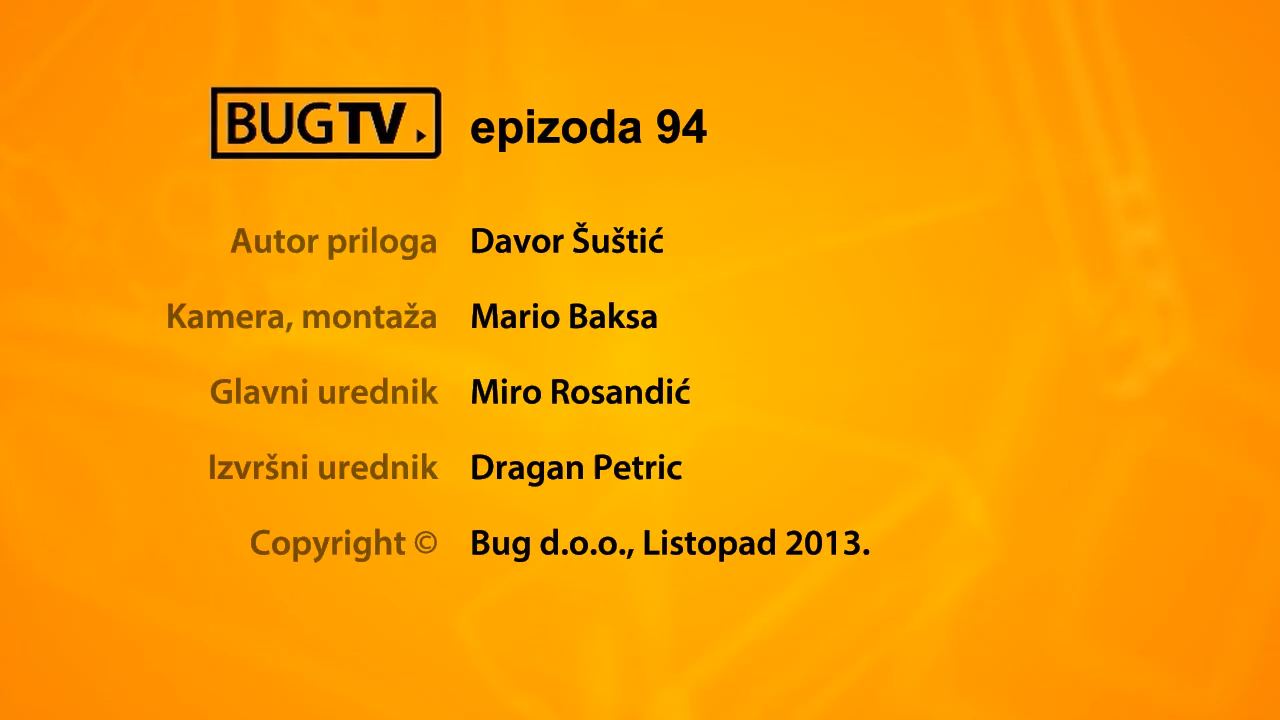 BUGTV epizoda 94
Autor priloga Davor Šuštić
Kamera, montaža Mario Baksa
Glavni urednik Miro Rosandić
Izvršni urednik Dragan Petric
Copyright © Bug d.o.o., Listopad 2013.